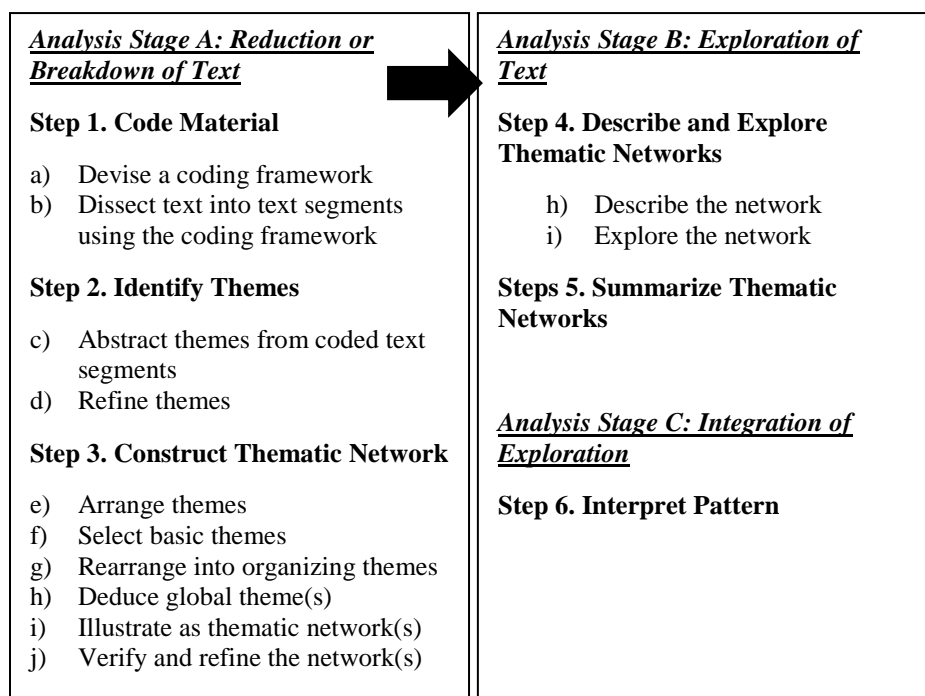 Analysis Stage A: Reduction or
Breakdown of Text
Step 1. Code Material
a) Devise a coding framework
b) Dissect text into text segments
using the coding framework
Step 2. Identify Themes
c) Abstract themes from coded text
segments
d) Refine themes
Step 3. Construct Thematic Network
e) Arrange themes
f) Select basic themes
g) Rearrange into organizing themes
h) Deduce global theme(s)
i) Illustrate as thematic network(s)
j) Verify and refine the network(s)
Analysis Stage B: Exploration of
Text
Step 4. Describe and Explore
Thematic Networks
h) Describe the network
i) Explore the network
Steps 5. Summarize Thematic
Networks
Analysis Stage C: Integration of
Exploration
Step 6. Interpret Pattern